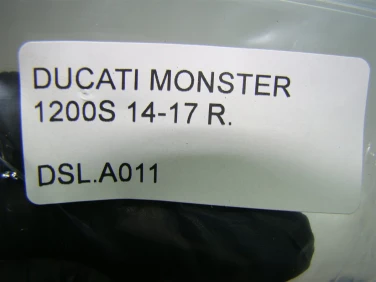 DUCATI MONSTER
1200S 14-17 R.
DSL.A011